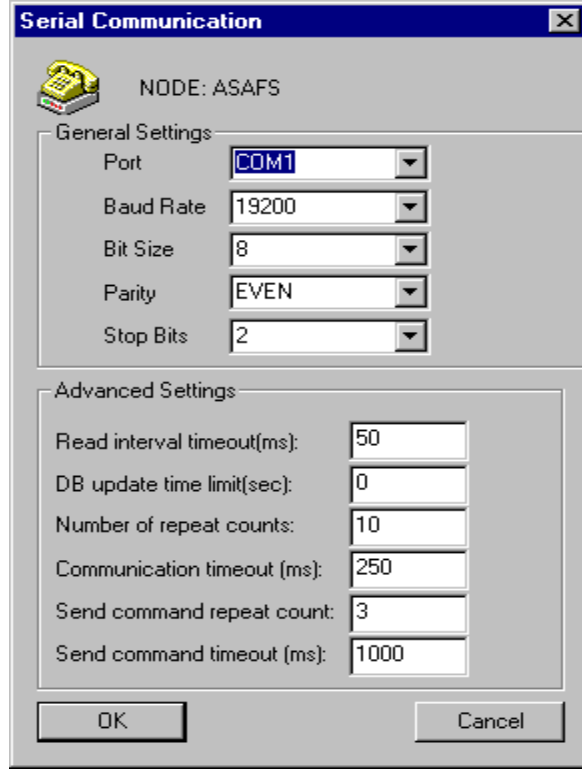 Serial Communication
NODE: ASAFS
General Settings
Port COM1
Baud Rate 19200
Bit Size 8
Parity EVEN
Stop Bits 2
Advanced Settings
Read interval timeout(ms): 50
DB update time limit(sec): 0
Number of repeat counts: 10
Communication timeout (ms): 250
Send command repeat count: 3
Send command timeout (ms): 1000
OK Cancel